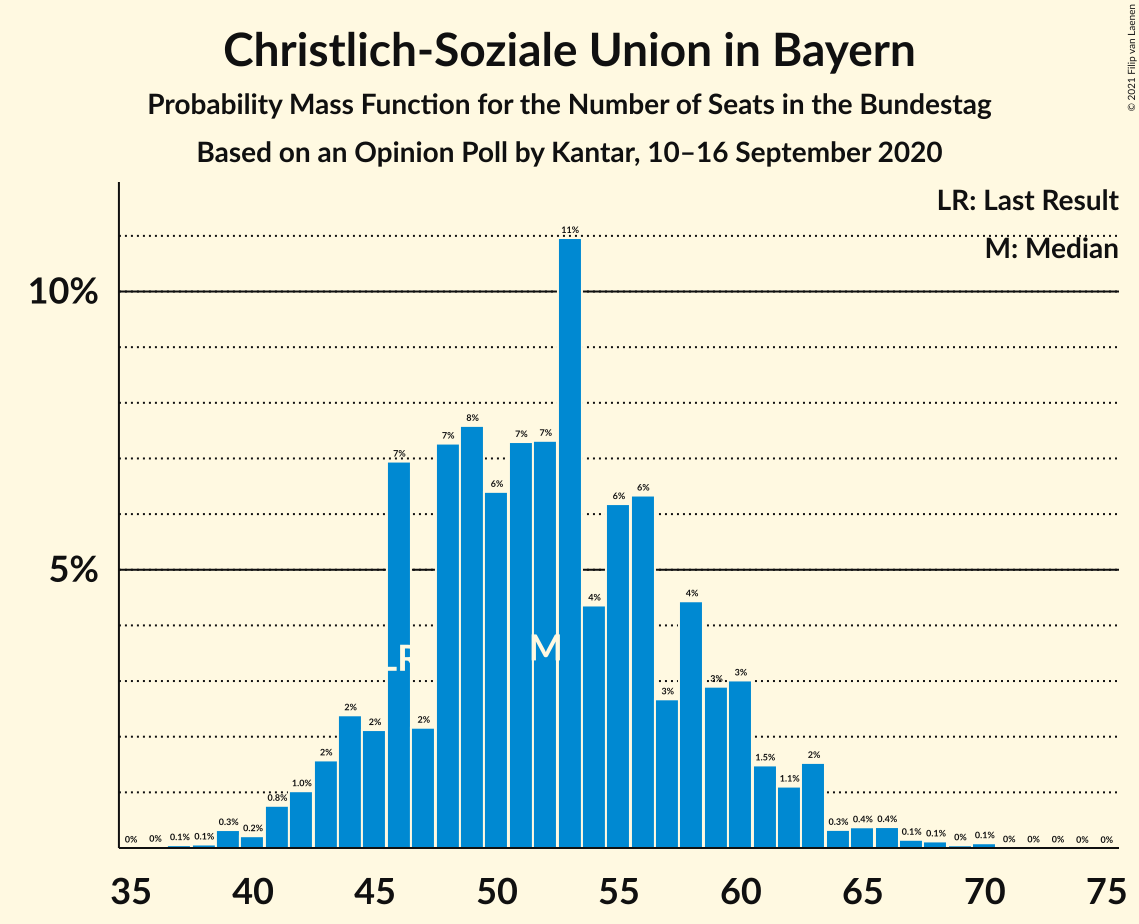 Christlich-Soziale Union in Bayern
Probability Mass Function for the Number of Seats in the Bundestag
Based on an Opinion Poll by Kantar, 10–16 September 2020
© 2021 Filip van Laenen
LR: Last Result
M: Median
10%
5%
0% 0% 0.1% 0.1% 0.3% 0.2% 0.8% 1.0% 2% 2% 2% 7% 2% 7% 8% 6% 7% 7% 11% 4% 6% 6% 3% 4% 3% 3% 1.5% 1.1% 2% 0.3% 0.4% 0.4% 0.1% 0.1% 0% 0.1% 0% 0% 0% 0% 0%
LR M
35 40 45 50 55 60 65 70 75